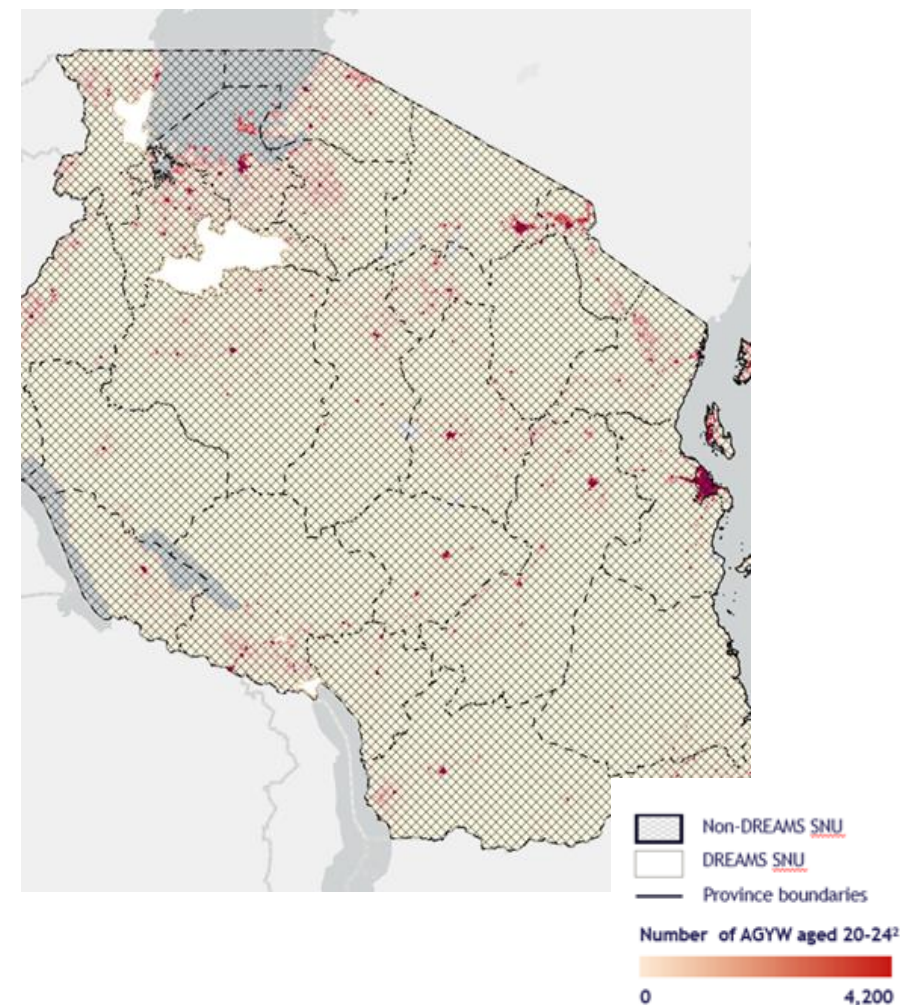 Non-DREAMS SNU
DREAMS SNU
Province boundaries
Number of AGYW aged 20-24²
0 4,200